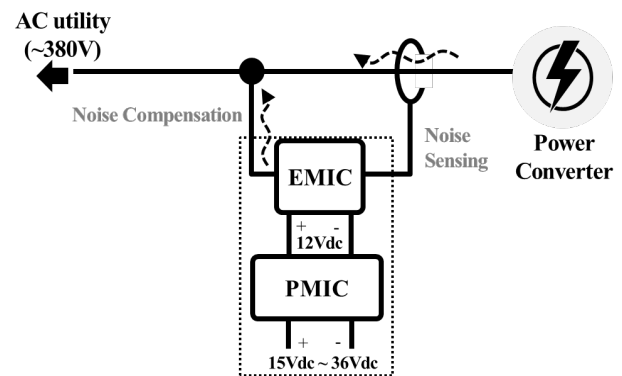 AC utility
(~380V)
Noise Compensation
Noise
Sensing
Power
Converter
EMIC
+ -
12Vdc
PMIC
+ -
15Vdc ~ 36Vdc